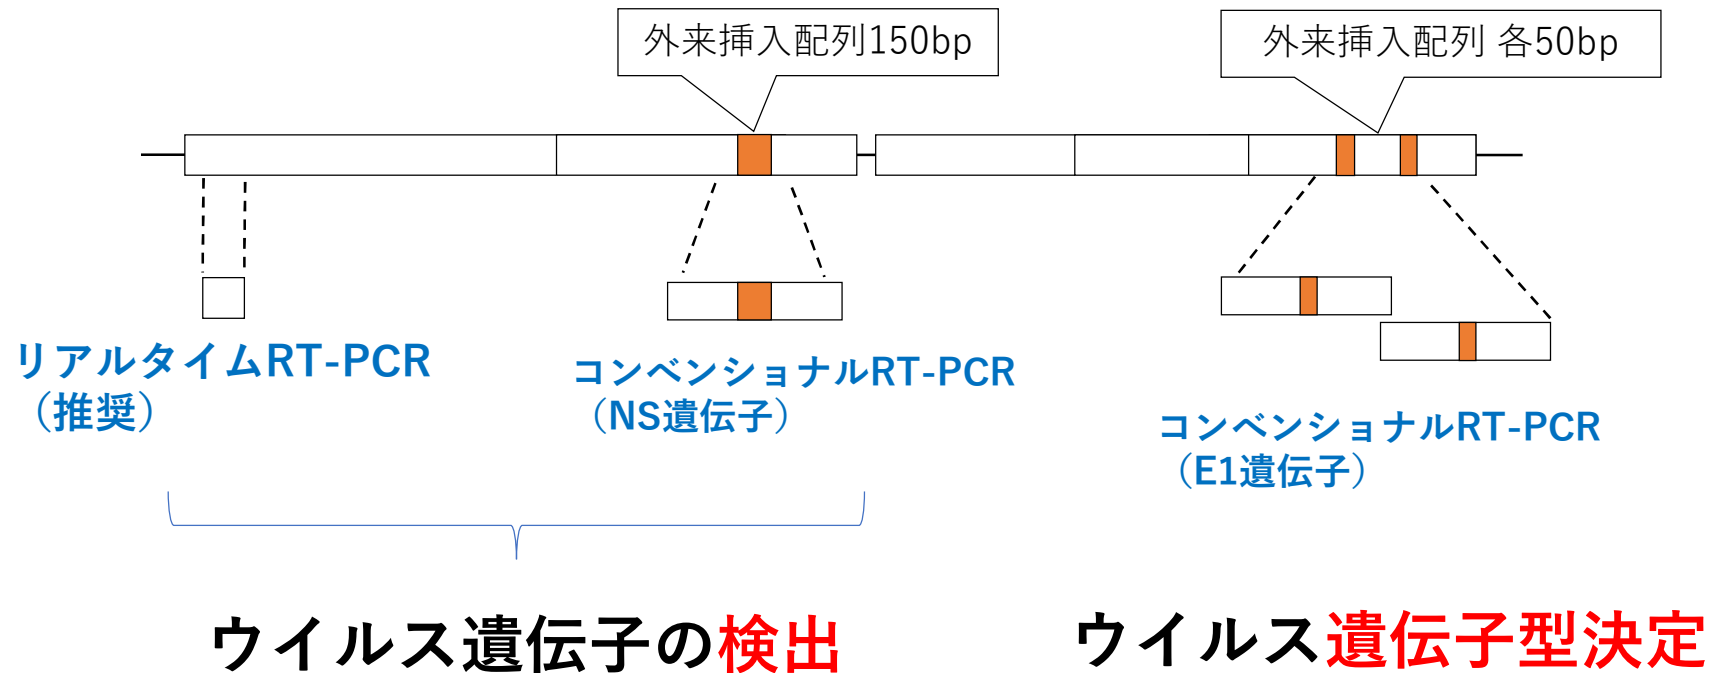 外来挿入配列150bp
外来挿入配列 各50bp
リアルタイムRT-PCR
（推奨）
コンベンショナルRT-PCR
（NS遺伝子）
コンベンショナルRT-PCR
（E1遺伝子）
ウイルス遺伝子の検出
ウイルス遺伝子型決定